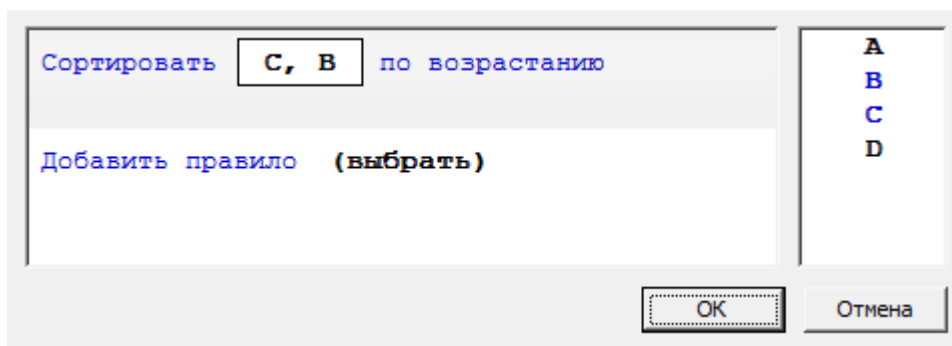 Сортировать C, B по возрастанию
Добавить правило (выбрать)
A
B
C
D
OK
Отмена